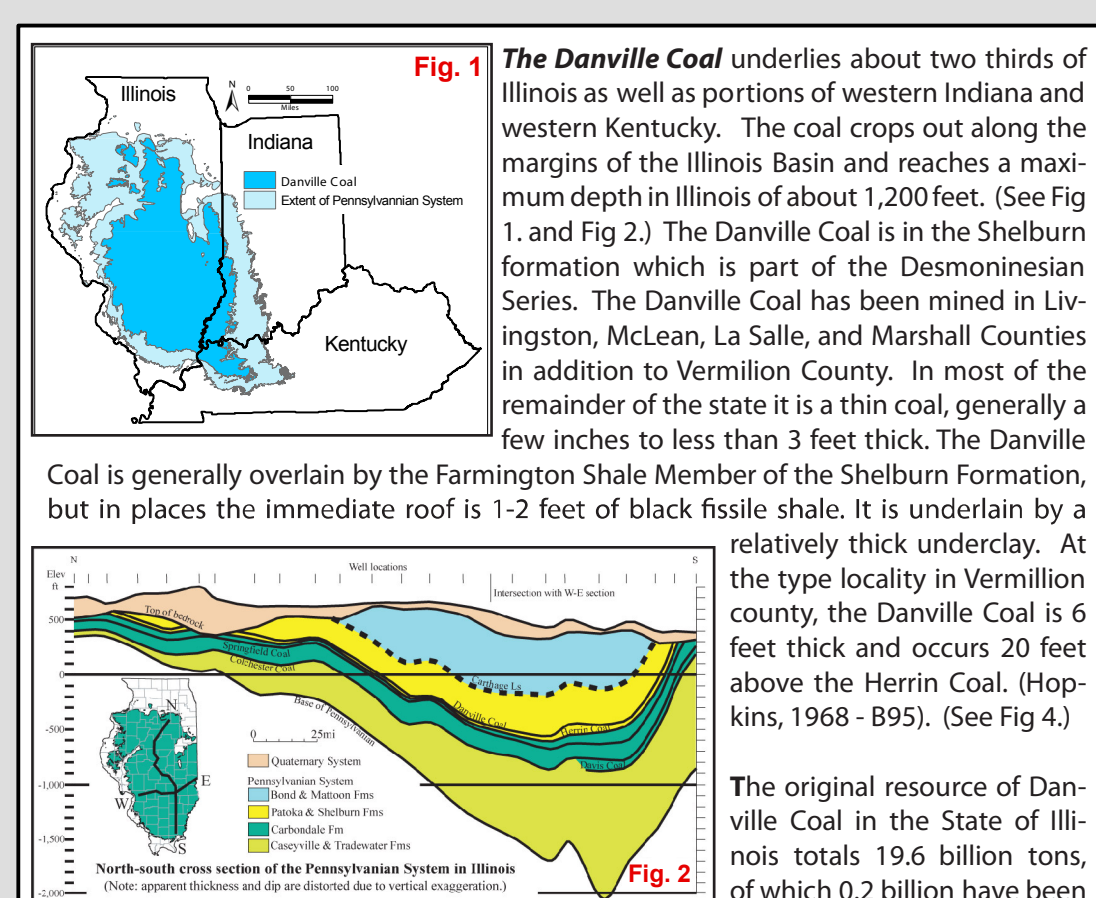 Fig. 1
Illinois
N
0 50 100
Miles
Indiana
Danville Coal
Extent of Pennsylvannian System
Kentucky
The Danville Coal underlies about two thirds of
Illinois as well as portions of western Indiana and
western Kentucky. The coal crops out along the
margins of the Illinois Basin and reaches a maxi-
mum depth in Illinois of about 1,200 feet. (See Fig
1. and Fig 2.) The Danville Coal is in the Shelburn
formation which is part of the Desmoninesian
Series. The Danville Coal has been mined in Liv-
ingston, McLean, La Salle, and Marshall Counties
in addition to Vermilion County. In most of the
remainder of the state it is a thin coal, generally a
few inches to less than 3 feet thick. The Danville
Coal is generally overlain by the Farmington Shale Member of the Shelburn Formation,
but in places the immediate roof is 1-2 feet of black fissile shale. It is underlain by a
relatively thick underclay. At
the type locality in Vermillion
county, the Danville Coal is 6
feet thick and occurs 20 feet
above the Herrin Coal. (Hop-
kins, 1968 - B95). (See Fig 4.)
The original resource of Dan-
ville Coal in the State of Illi-
nois totals 19.6 billion tons,
of which 0.2 billion have been
N
Well locations
S
Elev
ft
Intersection with W-E section
Top of bedrock
500
Springfield Coal
Colchester Coal
0
Carthage Ls
Base of Pennsylvanian
Danville Coal
Herrin Coal
-500
Davis Coal
N
0 25mi
Quaternary System
E
Pennsylvanian System
-1,000
Bond & Mattoon Fms
W
Patoka & Shelburn Fms
Carbondale Fm
-1,500
Caseyville & Tradewater Fms
S
North-south cross section of the Pennsylvanian System in Illinois
(Note: apparent thickness and dip are distorted due to vertical exaggeration.)
Fig. 2
-2,000